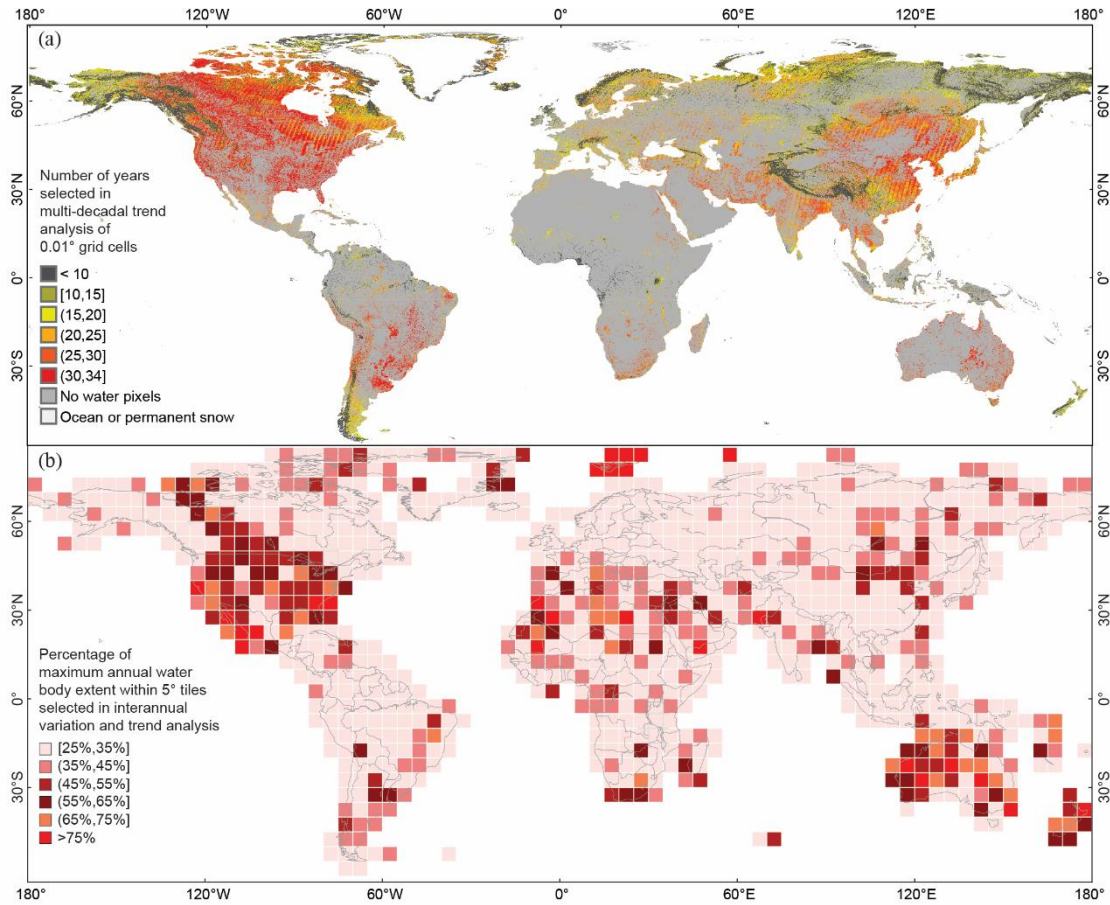 180° 120°W 60°W 0° 60°E 120°E 180°
(a)
60°N 60°N
30°N 30°N
0° 0°
30°S 30°S
Number of years
selected in
multi-decadal trend
analysis of
0.01° grid cells
< 10
[10,15]
(15,20]
(20,25]
(25,30]
(30,34]
No water pixels
Ocean or permanent snow
(b)
60°N 60°N
30°N 30°N
0° 0°
30°S 30°S
Percentage of
maximum annual water
body extent within 5° tiles
selected in interannual
variation and trend analysis
[25%,35%]
(35%,45%]
(45%,55%]
(55%,65%]
(65%,75%]
>75%
180° 120°W 60°W 0° 60°E 120°E 180°